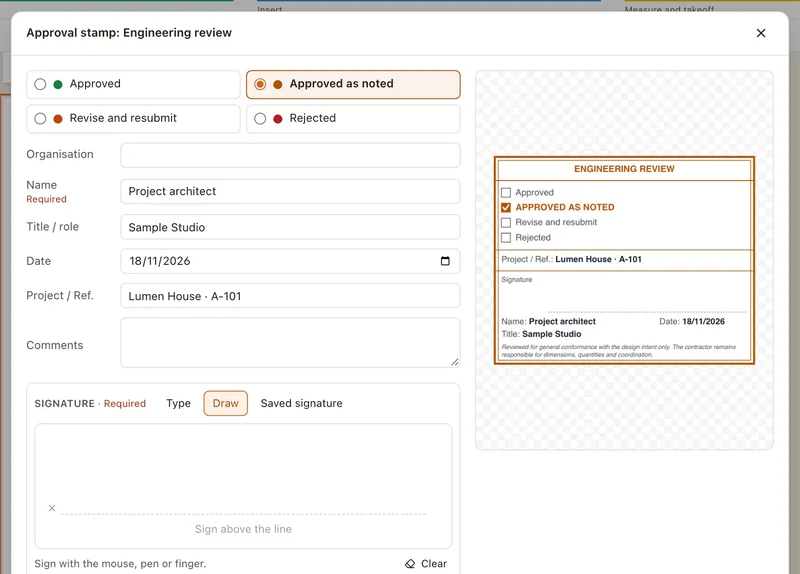 Insert
Measure and takeoff
Approval stamp: Engineering review
Approved
Approved as noted
Revise and resubmit
Rejected
Organisation
Name
Required
Project architect
Title / role
Sample Studio
Date
18/11/2026
Project / Ref.
Lumen House · A-101
Comments
SIGNATURE · Required
Type
Draw
Saved signature
Sign above the line
Sign with the mouse, pen or finger.
Clear
ENGINEERING REVIEW
Approved
APPROVED AS NOTED
Revise and resubmit
Rejected
Project / Ref.: Lumen House · A-101
Signature
Name: Project architect
Date: 18/11/2026
Title: Sample Studio
Reviewed for general conformance with the design intent only. The contractor remains
responsible for dimensions, quantities and coordination.